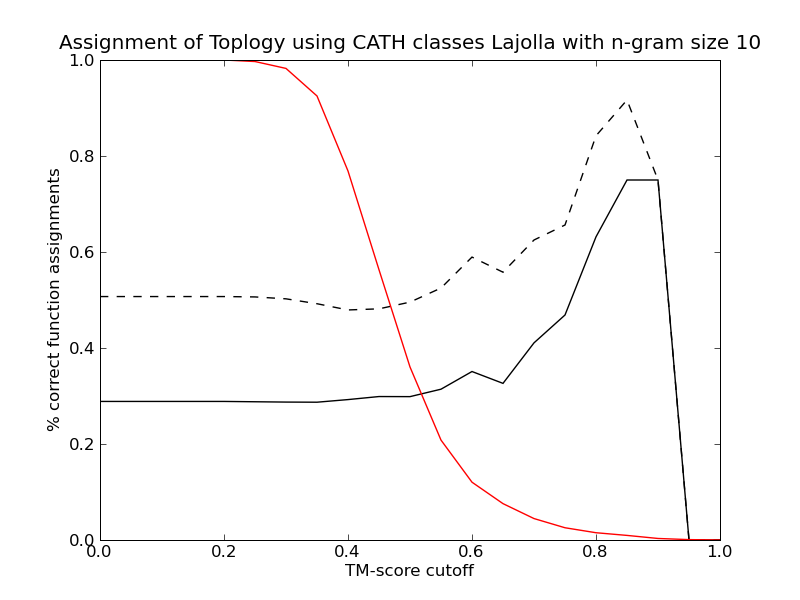 Assignment of Toplogy using CATH classes Lajolla with n-gram size 10
1.0
0.8
0.6
0.4
0.2
0.0
% correct function assignments
0.0 0.2 0.4 0.6 0.8 1.0
TM-score cutoff